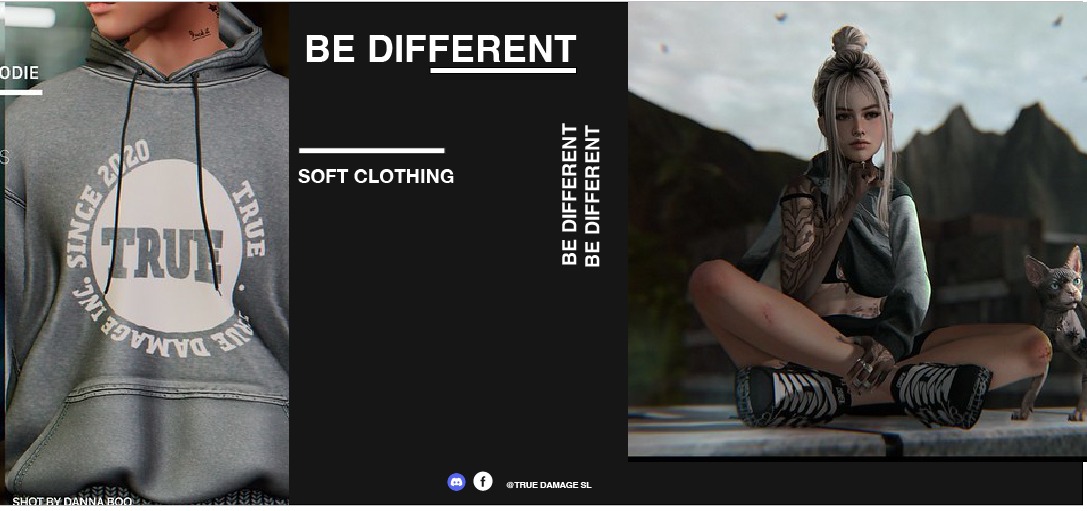 ODIE
S
SINCE 2020
TRUE
TRUE
TRUE DAMAGE INC.
SHOT BY DANNA BOO
BE DIFFERENT
SOFT CLOTHING
BE DIFFERENT
BE DIFFERENT
@TRUE DAMAGE SL